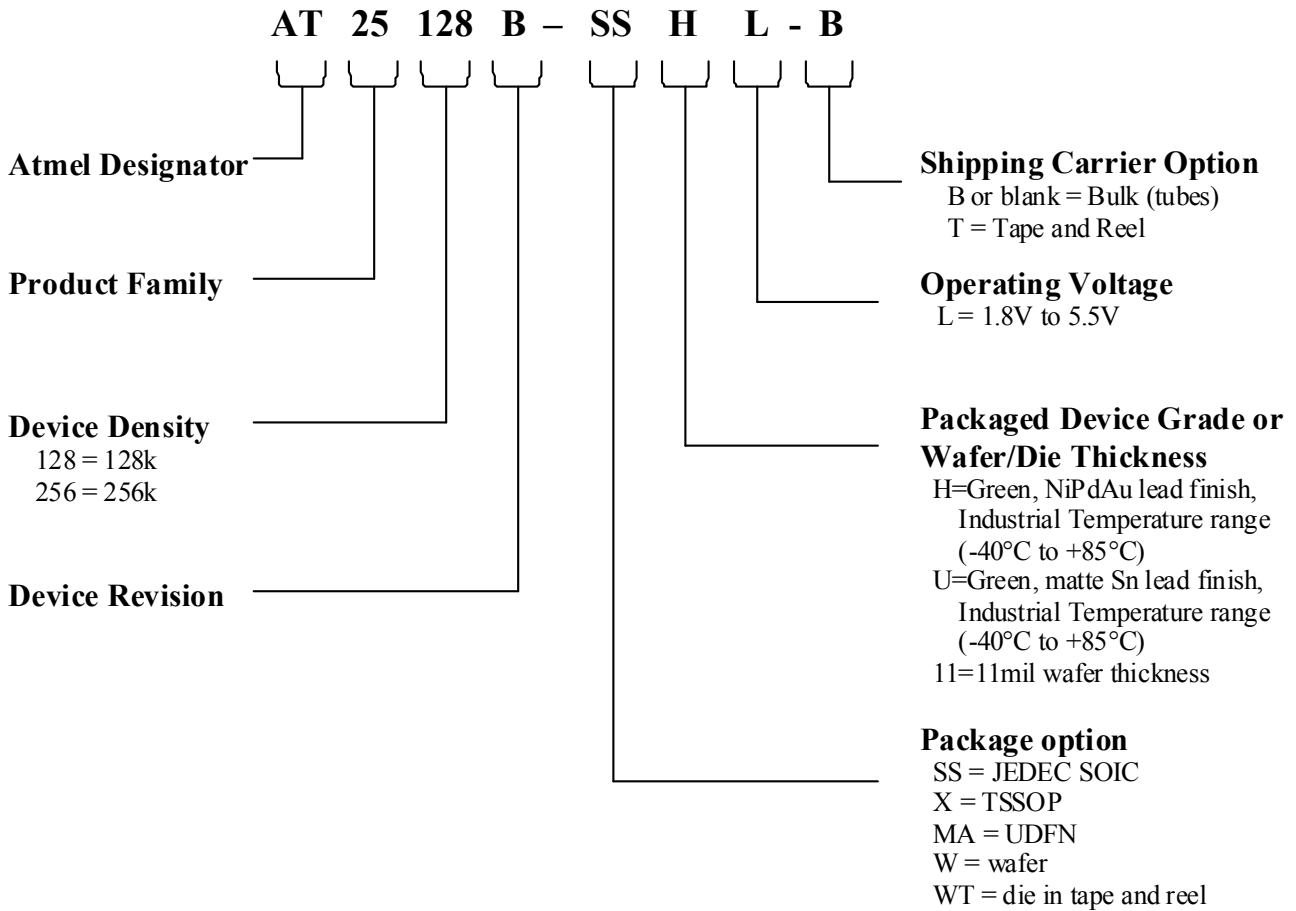 AT 25 128 B – SS H L - B
Atmel Designator
Product Family
Device Density
128 = 128k
256 = 256k
Device Revision
Shipping Carrier Option
B or blank = Bulk (tubes)
T = Tape and Reel
Operating Voltage
L = 1.8V to 5.5V
Packaged Device Grade or
Wafer/Die Thickness
H=Green, NiPdAu lead finish,
Industrial Temperature range
(-40°C to +85°C)
U=Green, matte Sn lead finish,
Industrial Temperature range
(-40°C to +85°C)
11=11mil wafer thickness
Package option
SS = JEDEC SOIC
X = TSSOP
MA = UDFN
W = wafer
WT = die in tape and reel